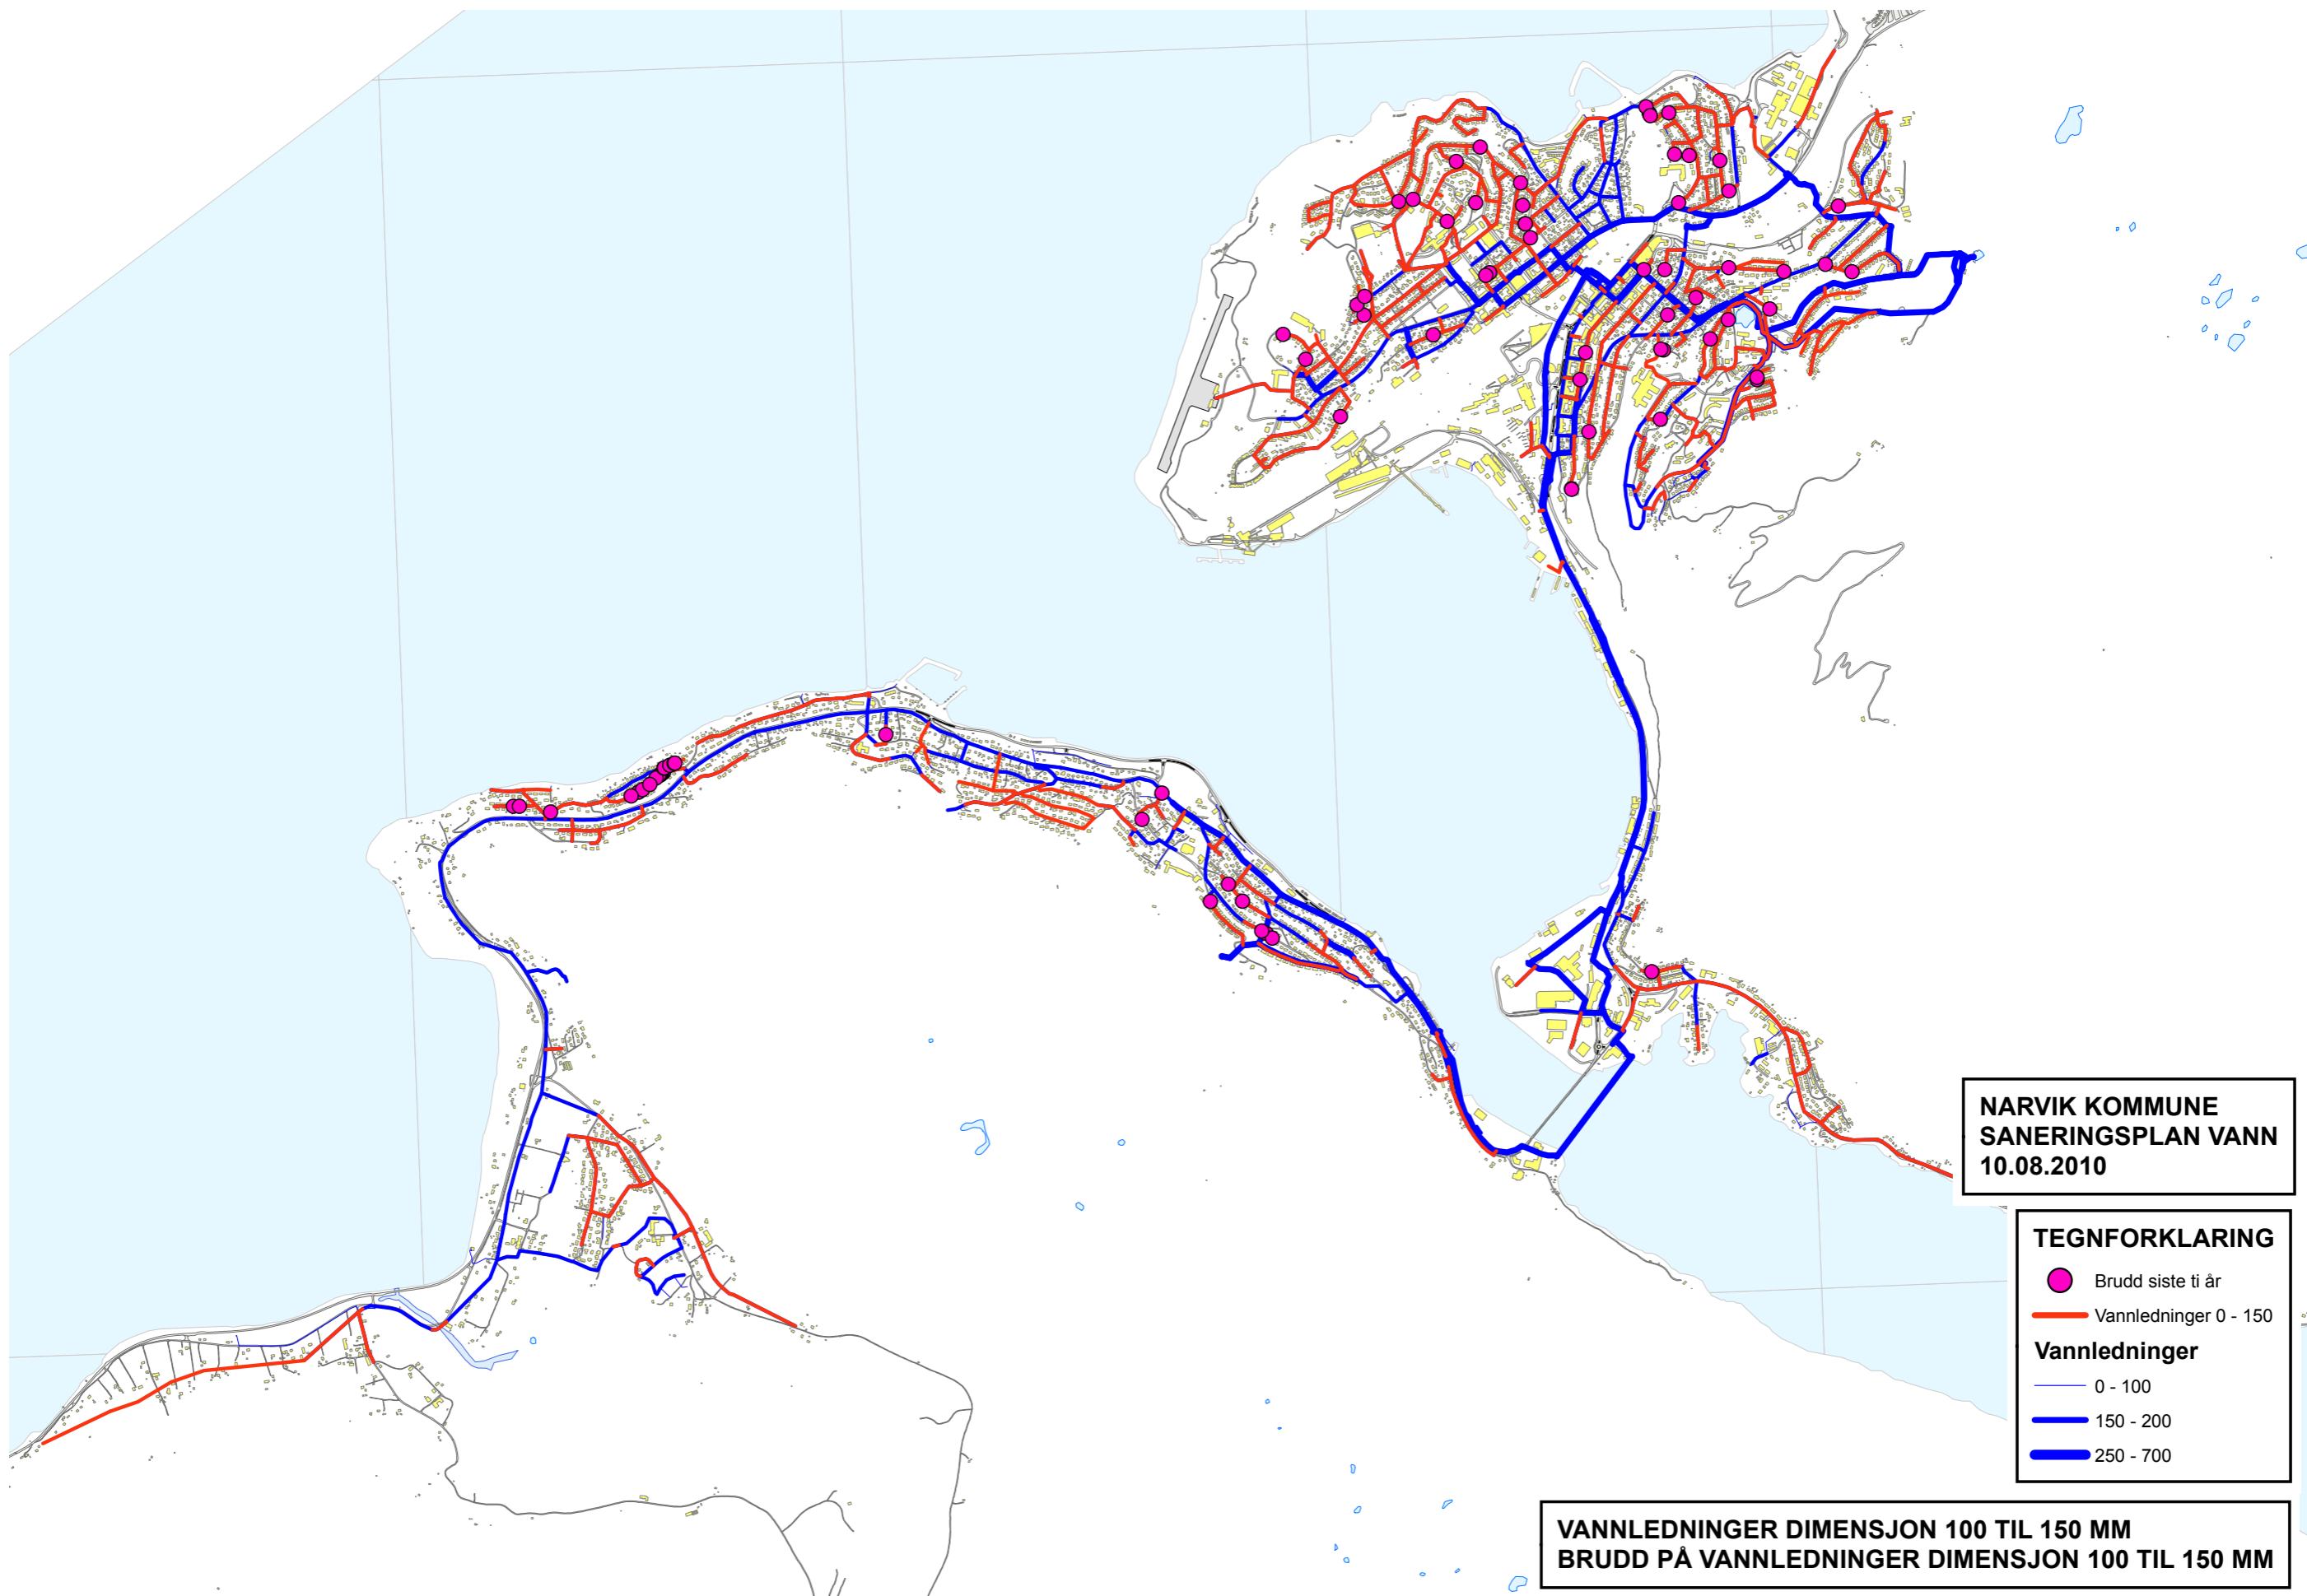 NARVIK KOMMUNE
SANERINGSPLAN VANN
10.08.2010
TEGNFORKLARING
Brudd siste ti år
Vannledninger 0 - 150
Vannledninger
0 - 100
150 - 200
250 - 700
VANNLEDNINGER DIMENSJON 100 TIL 150 MM
BRUDD PÅ VANNLEDNINGER DIMENSJON 100 TIL 150 MM